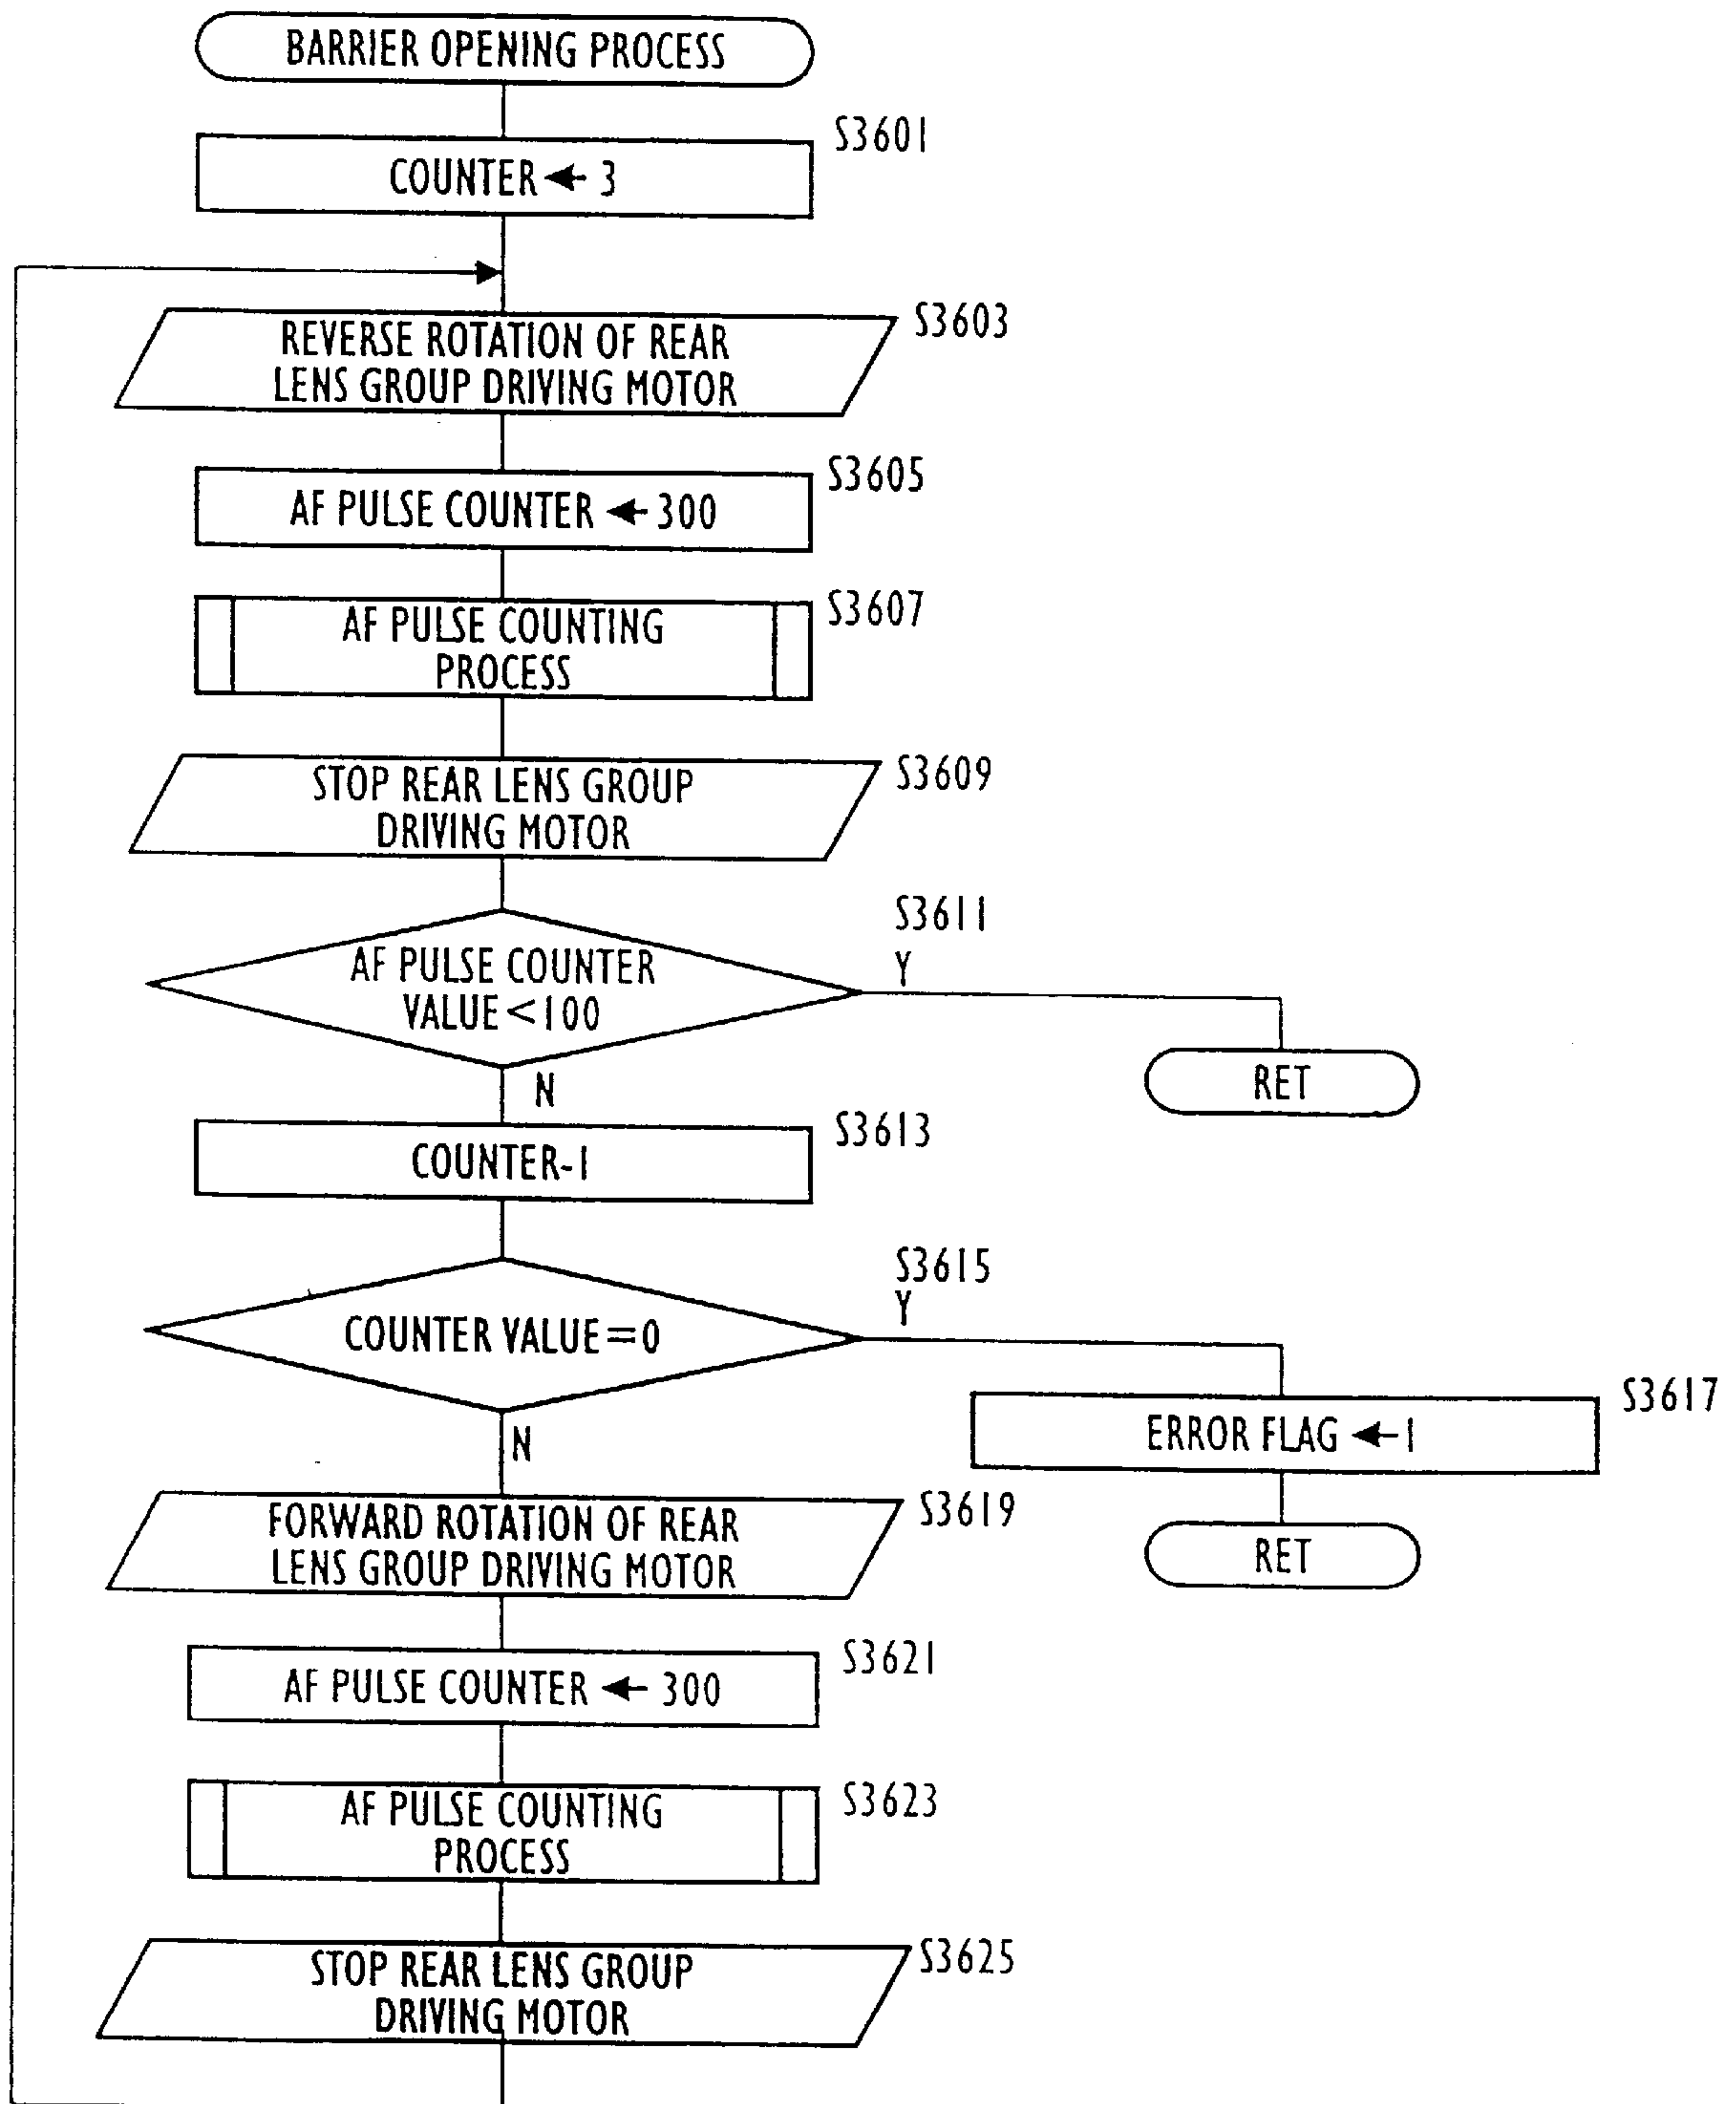 BARRIER OPENING PROCESS
S3601
COUNTER ← 3
S3603
REVERSE ROTATION OF REAR
LENS GROUP DRIVING MOTOR
S3605
AF PULSE COUNTER ← 300
S3607
AF PULSE COUNTING
PROCESS
S3609
STOP REAR LENS GROUP
DRIVING MOTOR
S3611
Y
AF PULSE COUNTER
VALUE<100
RET
N
S3613
COUNTER-1
S3615
Y
COUNTER VALUE=0
S3617
ERROR FLAG ← 1
N
RET
S3619
FORWARD ROTATION OF REAR
LENS GROUP DRIVING MOTOR
S3621
AF PULSE COUNTER ← 300
S3623
AF PULSE COUNTING
PROCESS
S3625
STOP REAR LENS GROUP
DRIVING MOTOR